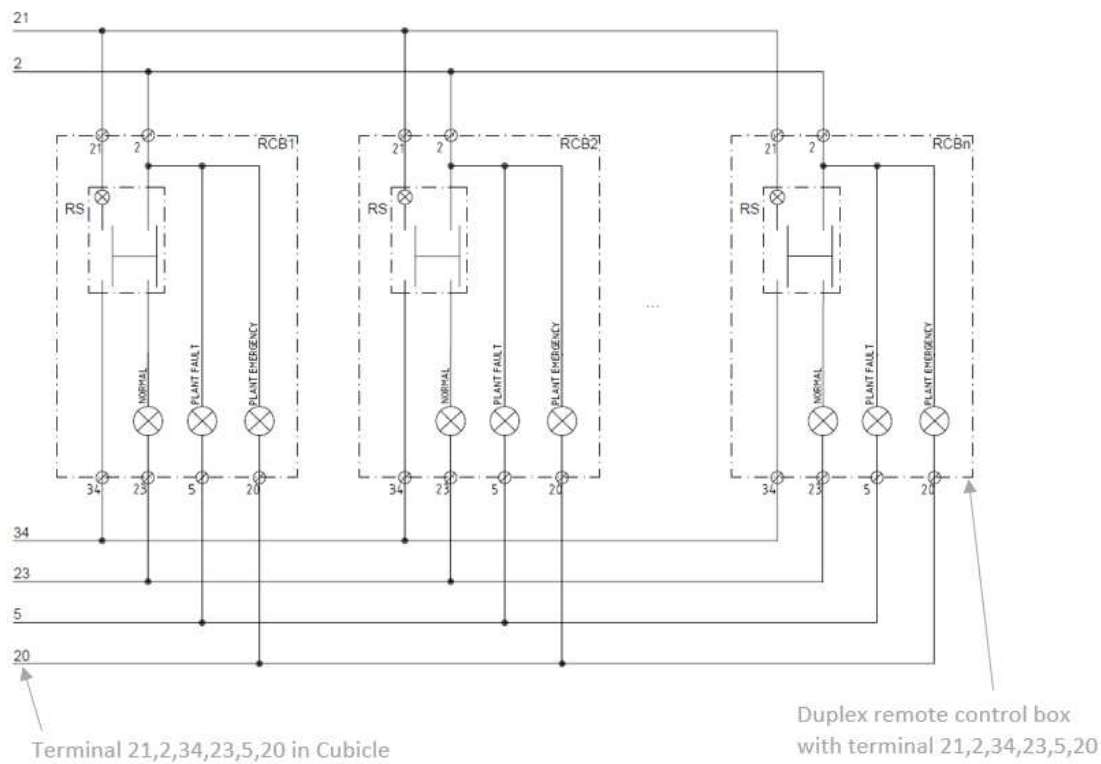 21
2
21 2 RCB1 21 2 RCB2 21 2 RCBn
RS RS RS
...
NORMAL PLANT FAULT PLANT EMERGENCY NORMAL PLANT FAULT PLANT EMERGENCY NORMAL PLANT FAULT PLANT EMERGENCY
34 23 5 20 34 23 5 20 34 23 5 20
34
23
5
20
Terminal 21,2,34,23,5,20 in Cubicle
Duplex remote control box
with terminal 21,2,34,23,5,20